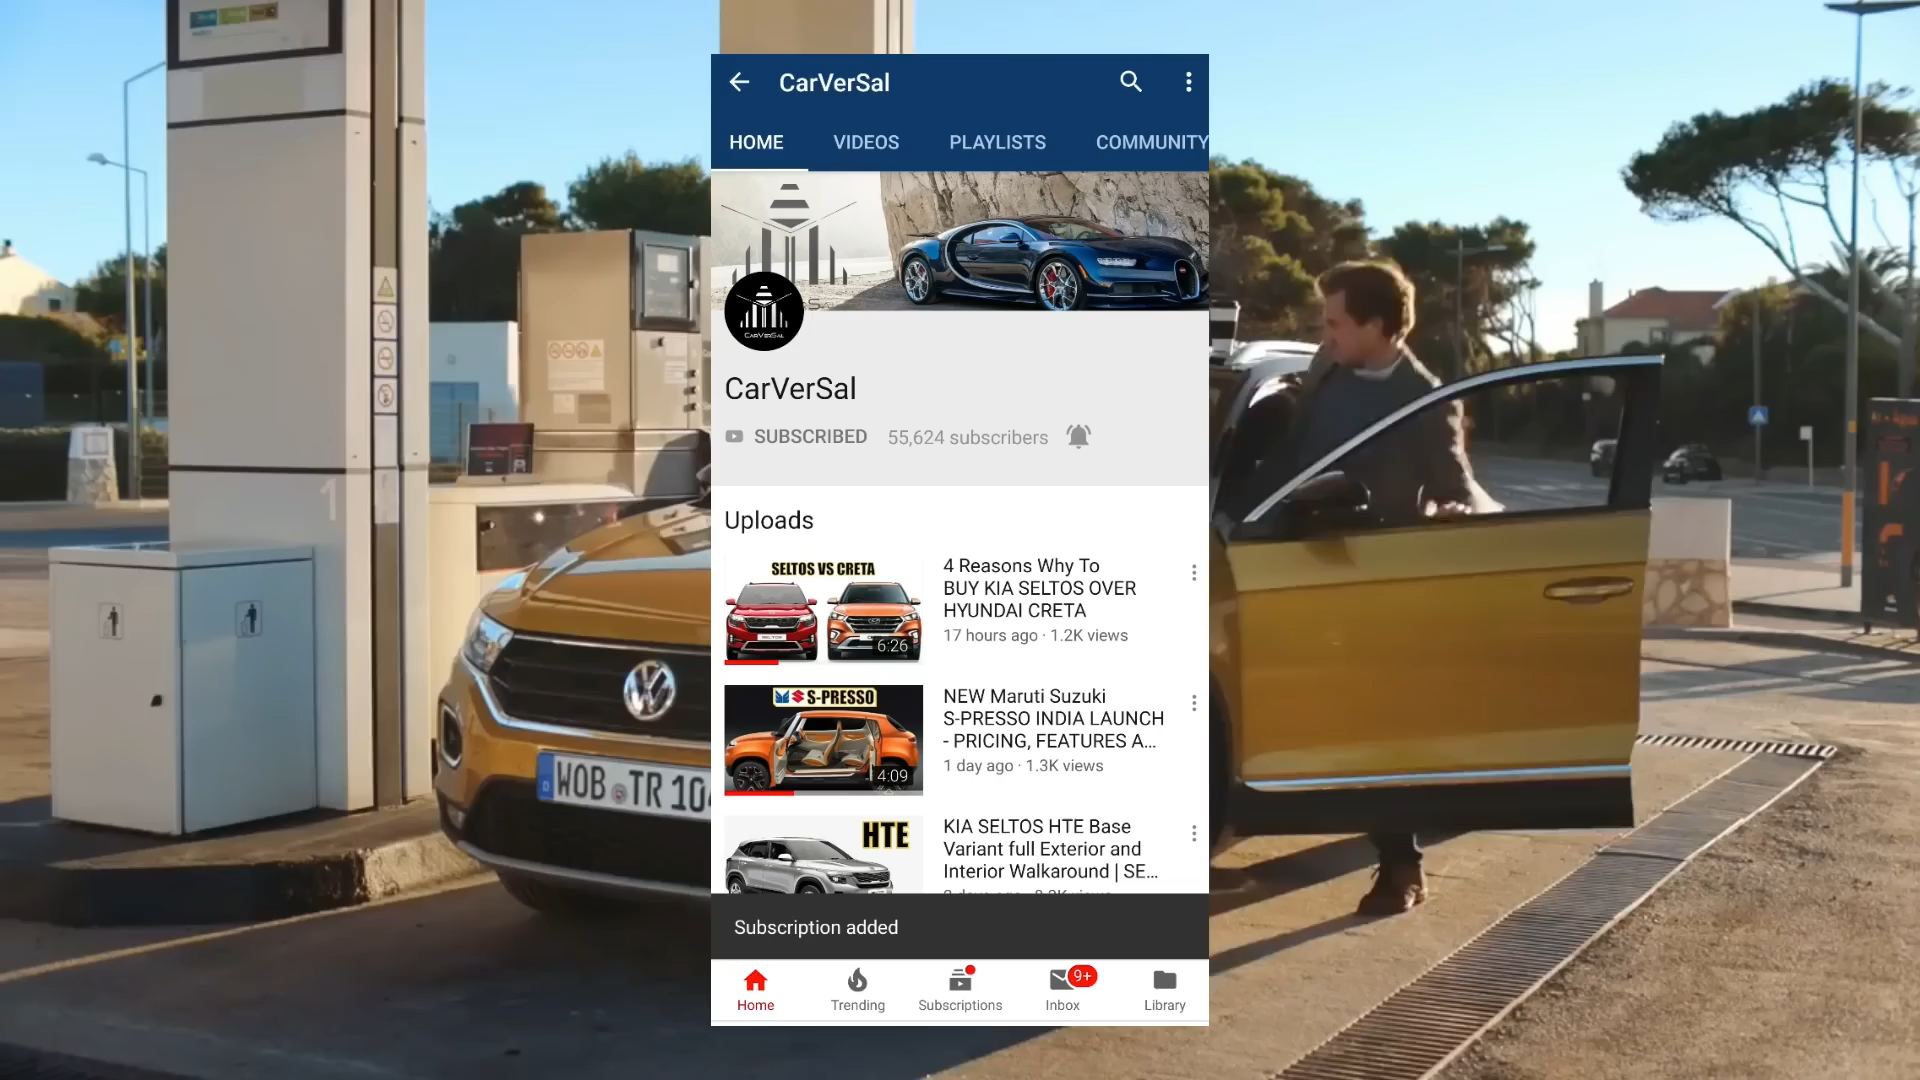 CarVerSal
HOME VIDEOS PLAYLISTS COMMUNITY
CARVERSAL
CarVerSal
SUBSCRIBED 55,624 subscribers
Uploads
SELTOS VS CRETA
SELTOS
6:26
4 Reasons Why To
BUY KIA SELTOS OVER
HYUNDAI CRETA
17 hours ago · 1.2K views
S-PRESSO
4:09
NEW Maruti Suzuki
S-PRESSO INDIA LAUNCH
- PRICING, FEATURES A...
1 day ago · 1.3K views
HTE
KIA SELTOS HTE Base
Variant full Exterior and
Interior Walkaround | SE...
Subscription added
Home Trending Subscriptions 9+ Inbox Library
1
D WOB TR 10